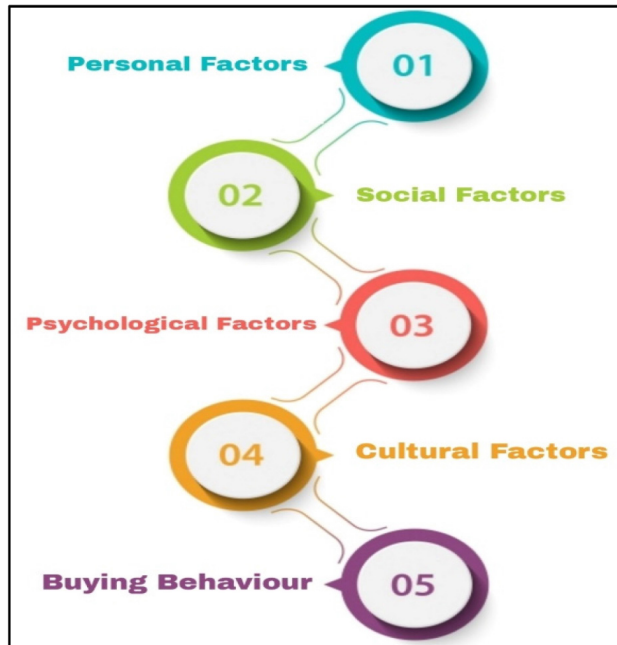 Personal Factors
01
02
Social Factors
Psychological Factors
03
04
Cultural Factors
Buying Behaviour
05